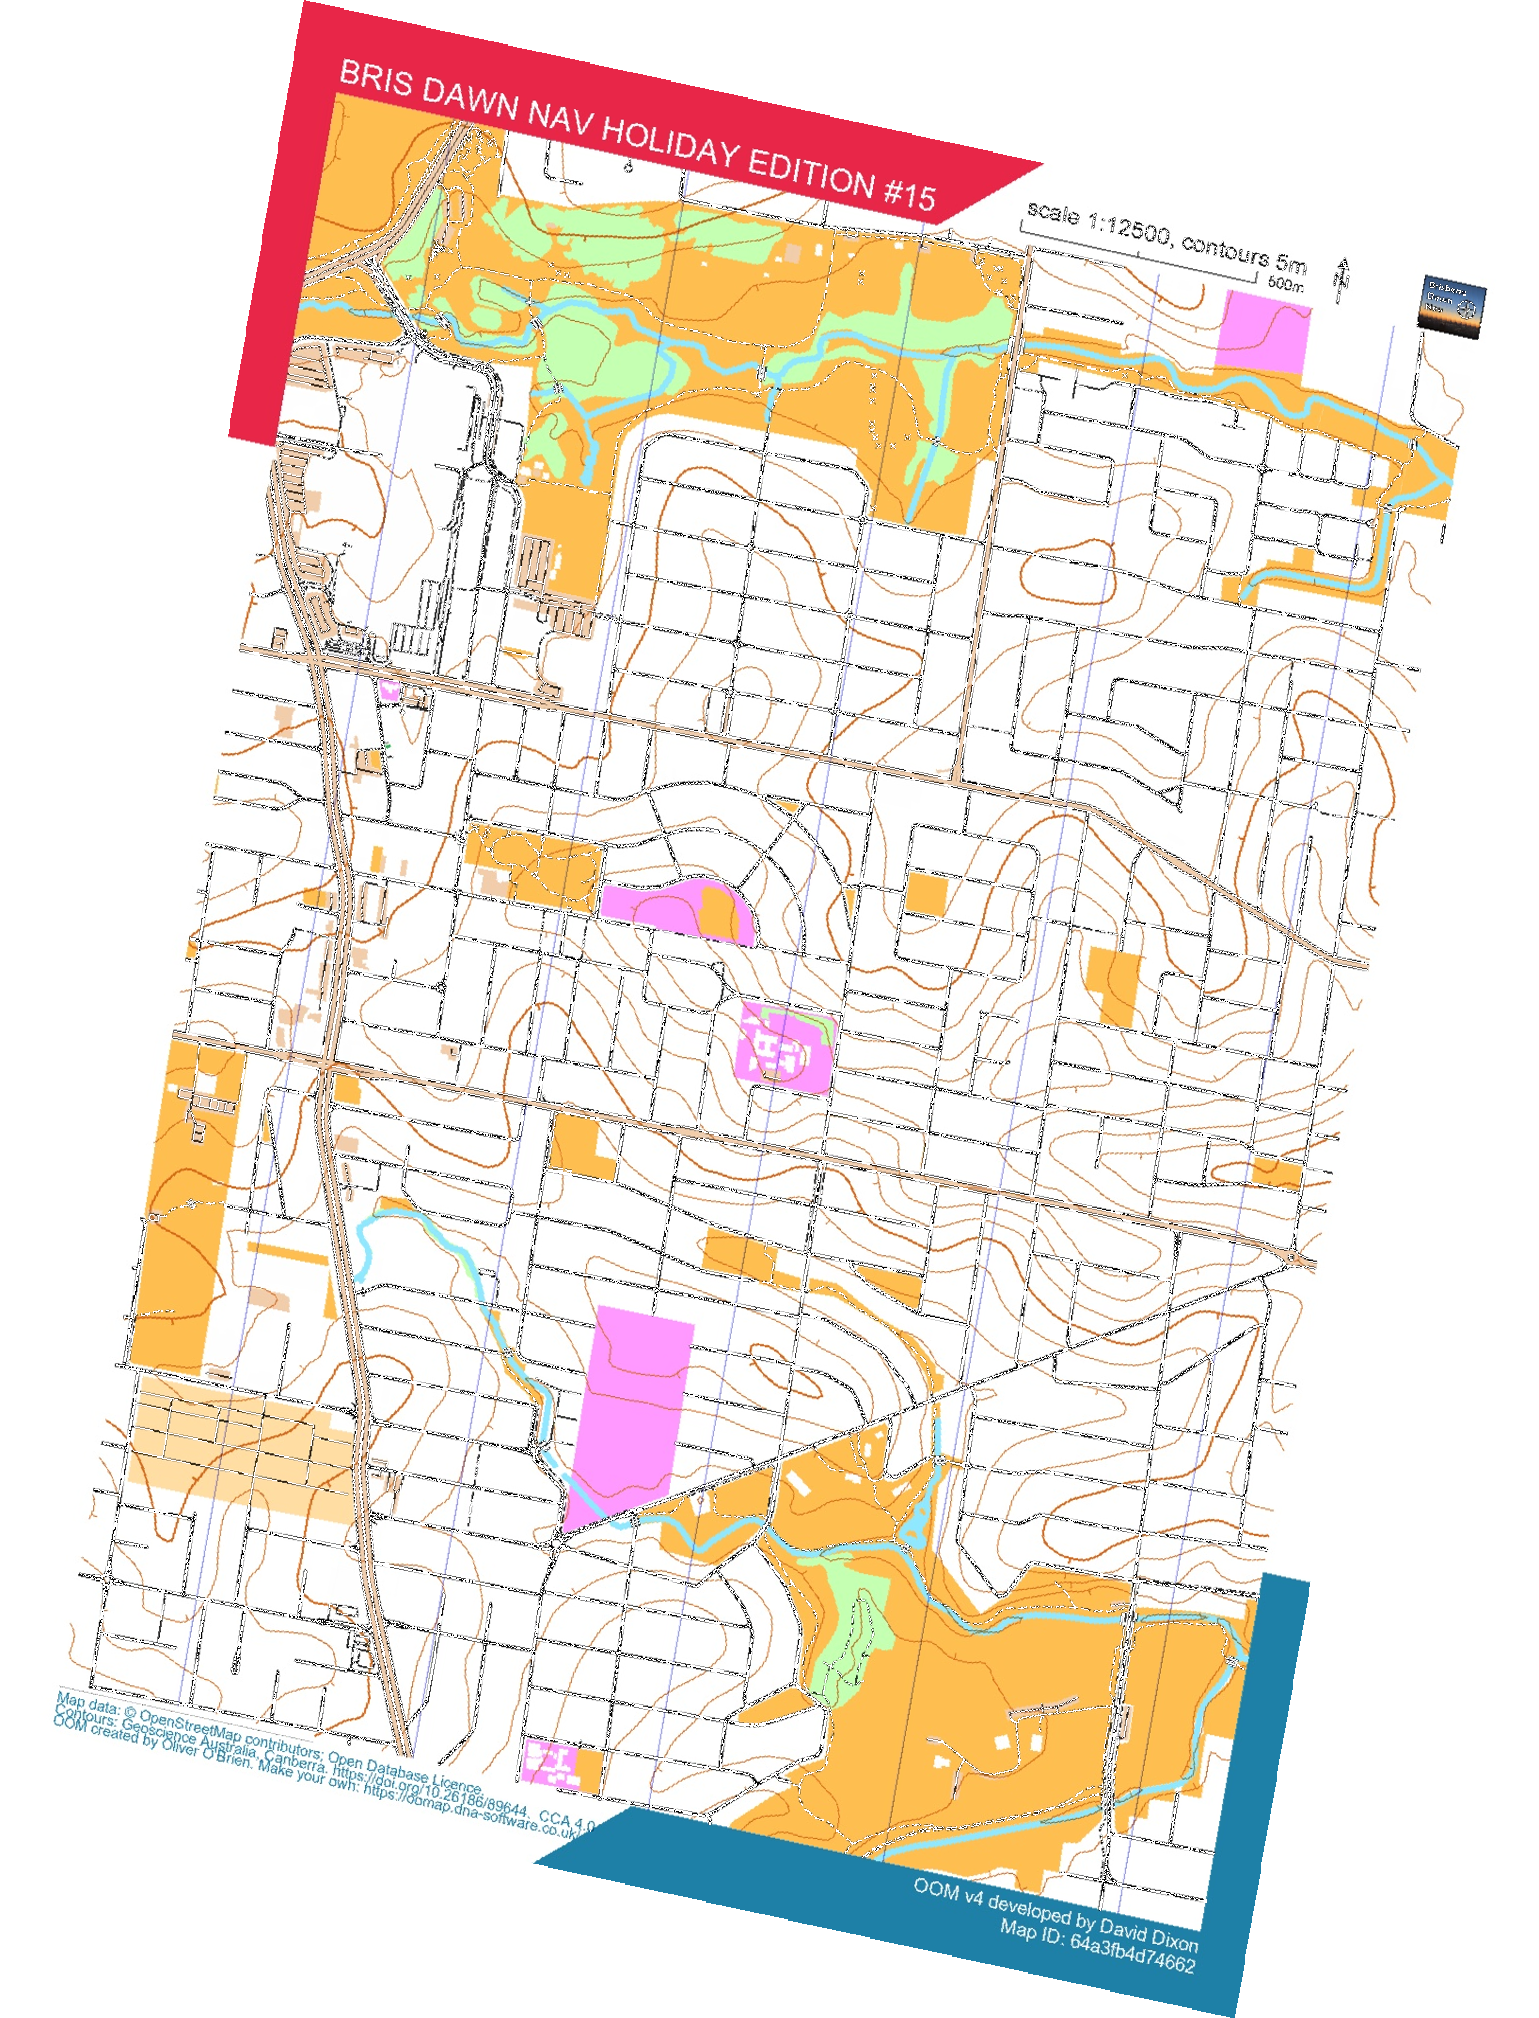 BRIS DAWN NAV HOLIDAY EDITION #15
scale 1:12500, contours 5m
500m
Map data: © OpenStreetMap contributors; Open Database Licence.
Contours: Geoscience Australia, Canberra. https://doi.org/10.26186/89644. CCA 4.0
OOM created by Oliver O'Brien. Make your own: https://oomap.dna-software.co.uk/
OOM v4 developed by David Dixon
Map ID: 64a3fb4d74662